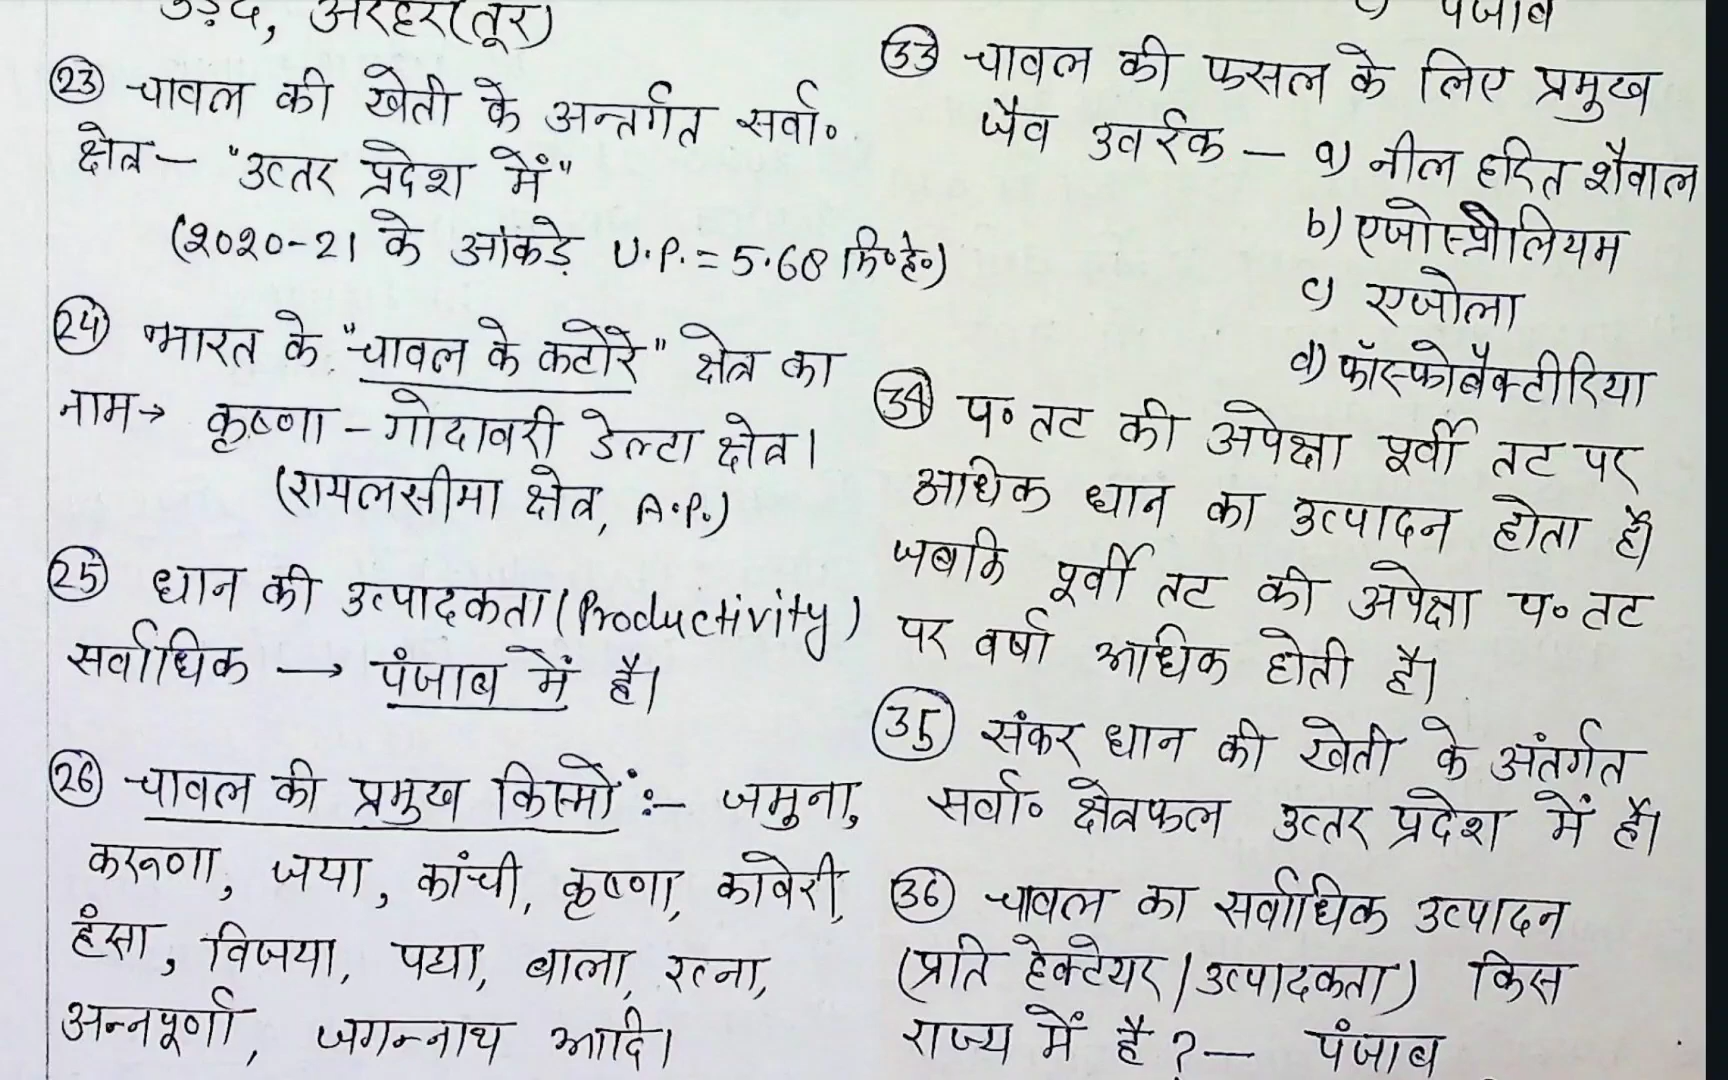 उड़द, अरहर(तूर)
(23) चावल की खेती के अन्तर्गत सर्वा०
क्षेत्र – "उत्तर प्रदेश में"
(2020-21 के आंकड़े U.P. = 5.68 मि०हे०)
(24) भारत के "चावल के कटोरे" क्षेत्र का
नाम → कृष्णा - गोदावरी डेल्टा क्षेत्र।
(रायलसीमा क्षेत्र, A.P.)
(25) धान की उत्पादकता (Productivity)
सर्वाधिक → पंजाब में है।
(26) चावल की प्रमुख किस्मों :– जमुना,
करूणा, जया, कांची, कृष्णा, कावेरी,
हंसा, विजया, पद्मा, बाला, रत्ना,
अन्नपूर्णा, जगन्नाथ आदि।
c) पंजाब
(33) चावल की फसल के लिए प्रमुख
जैव उर्वरक – a) नील हरित शैवाल
b) एजोस्प्रीलियम
c) एजोला
d) फॉस्फोबैक्टीरिया
(34) प० तट की अपेक्षा पूर्वी तट पर
अधिक धान का उत्पादन होता है।
जबकि पूर्वी तट की अपेक्षा प० तट
पर वर्षा अधिक होती है।
(35) संकर धान की खेती के अंतर्गत
सर्वा० क्षेत्रफल उत्तर प्रदेश में है।
(36) चावल का सर्वाधिक उत्पादन
(प्रति हेक्टेयर / उत्पादकता) किस
राज्य में है ? – पंजाब